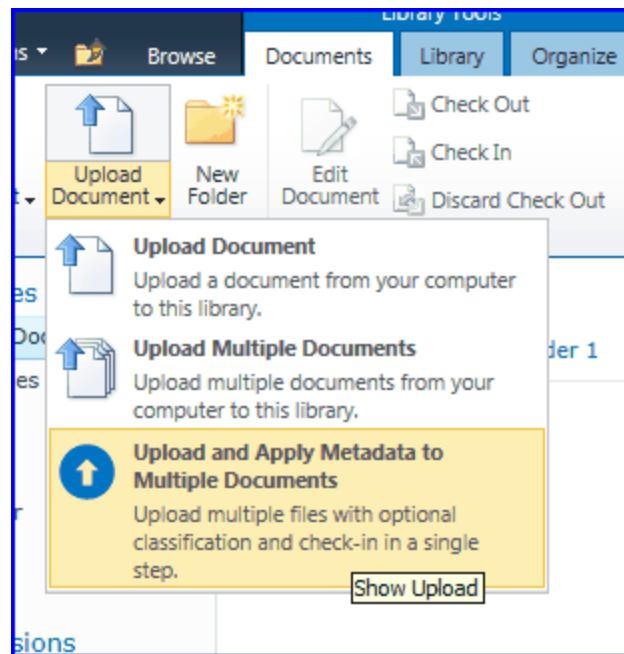 Library Tools
Browse Documents Library Organize
Upload Document
New Folder
Edit Document
Check Out
Check In
Discard Check Out
Upload Document
Upload a document from your computer
to this library.
Upload Multiple Documents
Upload multiple documents from your
computer to this library.
Upload and Apply Metadata to
Multiple Documents
Upload multiple files with optional
classification and check-in in a single
step.
Show Upload
es
Doc
es
der 1
r
sions